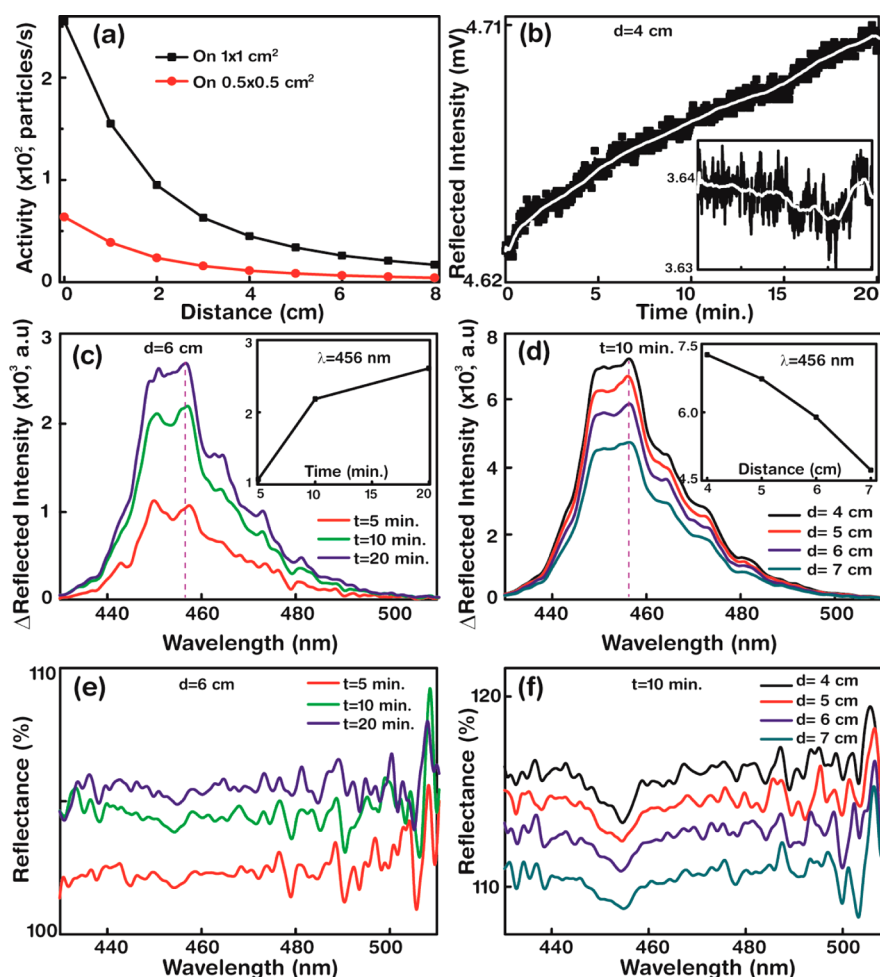 (a)
On 1x1 cm²
On 0.5x0.5 cm²
Activity (x10², particles/s)
2
1
0
0 2 4 6 8
Distance (cm)
(b)
d=4 cm
Reflected Intensity (mV)
4.71
4.62
3.64
3.63
0 5 10 15 20
Time (min.)
(c)
d=6 cm
ΔReflected Intensity (x10³, a.u)
3
2
1
0
λ=456 nm
3
2
1
Time (min.)
5 10 20
t=5 min.
t=10 min.
t=20 min.
440 460 480 500
Wavelength (nm)
(d)
t=10 min.
ΔReflected Intensity (x10³, a.u)
8
6
4
2
0
λ=456 nm
7.5
6.0
4.5
Distance (cm)
4 5 6 7
d= 4 cm
d= 5 cm
d= 6 cm
d= 7 cm
440 460 480 500
Wavelength (nm)
(e)
d=6 cm
t=5 min.
t=10 min.
t=20 min.
Reflectance (%)
110
100
440 460 480 500
Wavelength (nm)
(f)
t=10 min.
d= 4 cm
d= 5 cm
d= 6 cm
d= 7 cm
Reflectance (%)
120
110
440 460 480 500
Wavelength (nm)